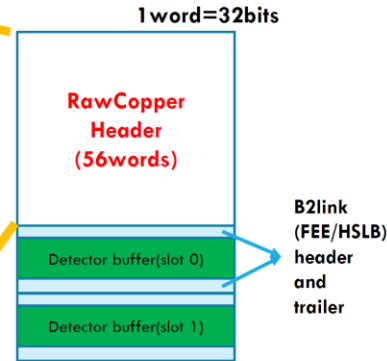 1word=32bits
RawCopper
Header
(56words)
B2link
(FEE/HSLB)
header
and
trailer
Detector buffer(slot 0)
Detector buffer(slot 1)